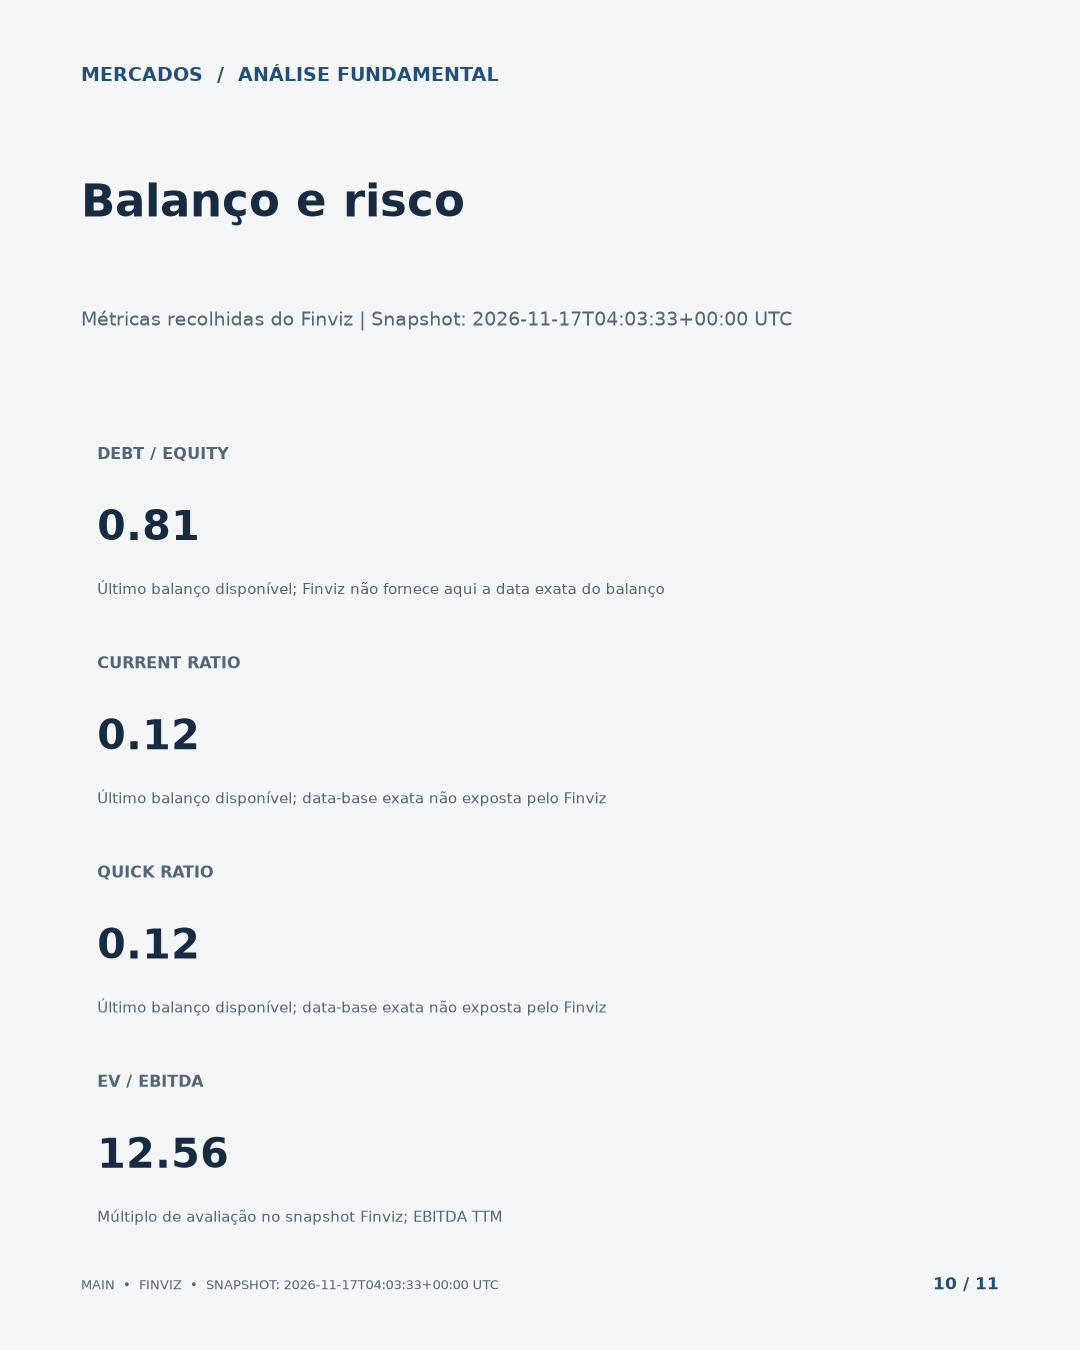 MERCADOS / ANÁLISE FUNDAMENTAL
Balanço e risco
Métricas recolhidas do Finviz | Snapshot: 2026-11-17T04:03:33+00:00 UTC
DEBT / EQUITY
0.81
Último balanço disponível; Finviz não fornece aqui a data exata do balanço
CURRENT RATIO
0.12
Último balanço disponível; data-base exata não exposta pelo Finviz
QUICK RATIO
0.12
Último balanço disponível; data-base exata não exposta pelo Finviz
EV / EBITDA
12.56
Múltiplo de avaliação no snapshot Finviz; EBITDA TTM
MAIN • FINVIZ • SNAPSHOT: 2026-11-17T04:03:33+00:00 UTC
10 / 11